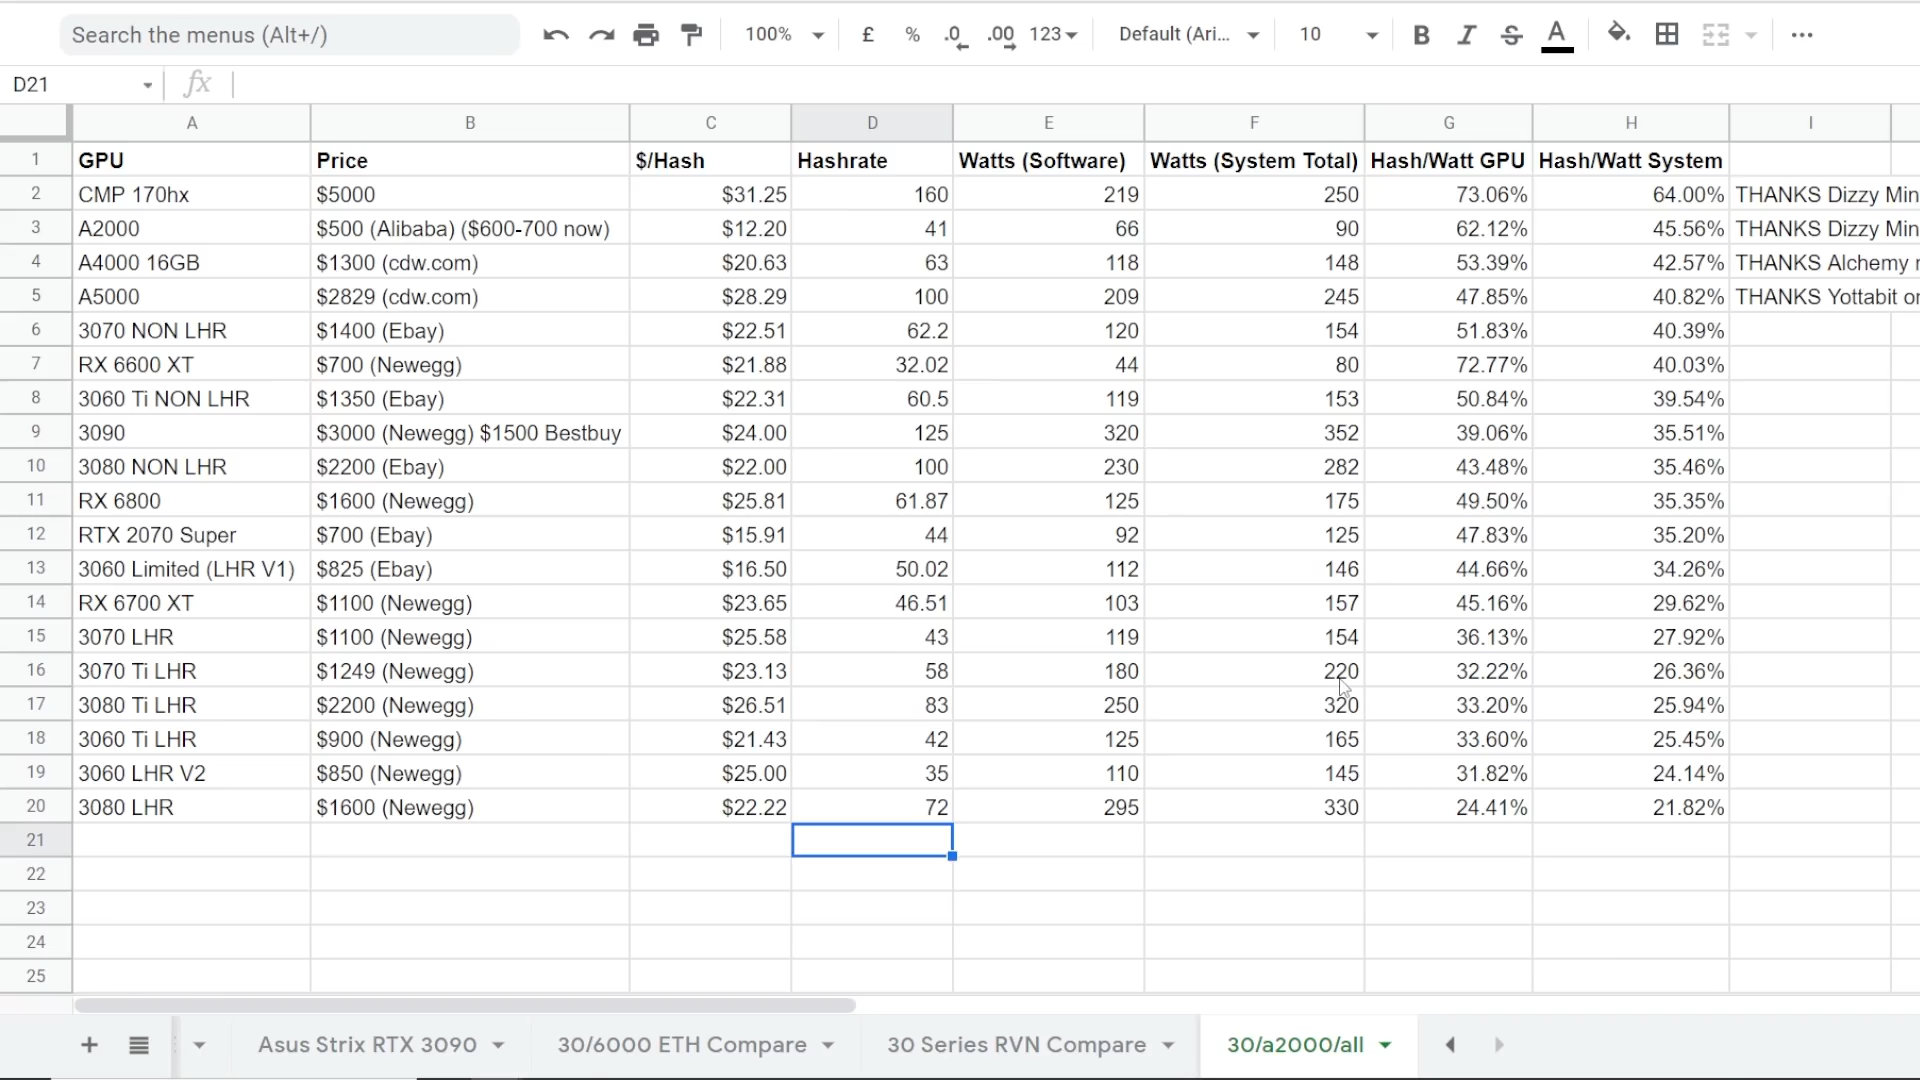 Search the menus (Alt+/)
100% £ % .0 .00 123 Default (Ari... 10 B I S A ...
D21 fx
A B C D E F G H I
1 GPU Price $/Hash Hashrate Watts (Software) Watts (System Total) Hash/Watt GPU Hash/Watt System
2 CMP 170hx $5000 $31.25 160 219 250 73.06% 64.00% THANKS Dizzy Min
3 A2000 $500 (Alibaba) ($600-700 now) $12.20 41 66 90 62.12% 45.56% THANKS Dizzy Min
4 A4000 16GB $1300 (cdw.com) $20.63 63 118 148 53.39% 42.57% THANKS Alchemy
5 A5000 $2829 (cdw.com) $28.29 100 209 245 47.85% 40.82% THANKS Yottabit on
6 3070 NON LHR $1400 (Ebay) $22.51 62.2 120 154 51.83% 40.39%
7 RX 6600 XT $700 (Newegg) $21.88 32.02 44 80 72.77% 40.03%
8 3060 Ti NON LHR $1350 (Ebay) $22.31 60.5 119 153 50.84% 39.54%
9 3090 $3000 (Newegg) $1500 Bestbuy $24.00 125 320 352 39.06% 35.51%
10 3080 NON LHR $2200 (Ebay) $22.00 100 230 282 43.48% 35.46%
11 RX 6800 $1600 (Newegg) $25.81 61.87 125 175 49.50% 35.35%
12 RTX 2070 Super $700 (Ebay) $15.91 44 92 125 47.83% 35.20%
13 3060 Limited (LHR V1) $825 (Ebay) $16.50 50.02 112 146 44.66% 34.26%
14 RX 6700 XT $1100 (Newegg) $23.65 46.51 103 157 45.16% 29.62%
15 3070 LHR $1100 (Newegg) $25.58 43 119 154 36.13% 27.92%
16 3070 Ti LHR $1249 (Newegg) $23.13 58 180 220 32.22% 26.36%
17 3080 Ti LHR $2200 (Newegg) $26.51 83 250 320 33.20% 25.94%
18 3060 Ti LHR $900 (Newegg) $21.43 42 125 165 33.60% 25.45%
19 3060 LHR V2 $850 (Newegg) $25.00 35 110 145 31.82% 24.14%
20 3080 LHR $1600 (Newegg) $22.22 72 295 330 24.41% 21.82%
21
22
23
24
25
Asus Strix RTX 3090 30/6000 ETH Compare 30 Series RVN Compare 30/a2000/all